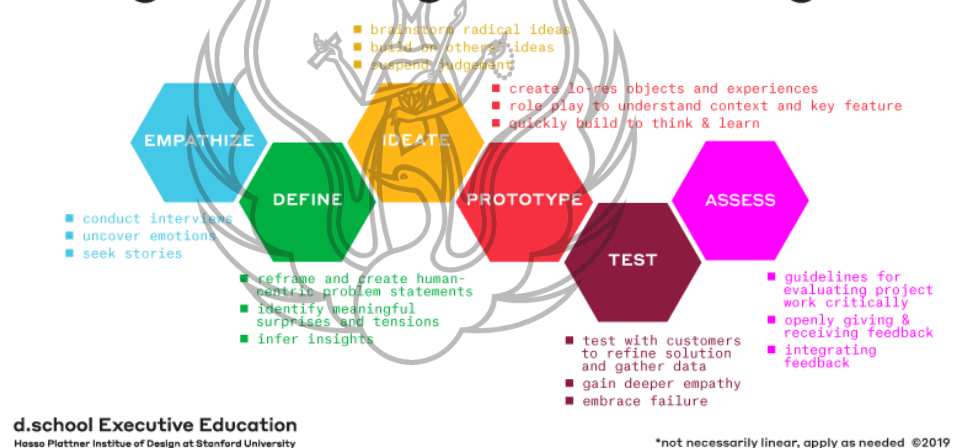 ■ brainstorm radical ideas
■ build on others' ideas
■ suspend judgement
■ create lo-res objects and experiences
■ role play to understand context and key feature
■ quickly build to think & learn
EMPATHIZE
IDEATE
DEFINE
PROTOTYPE
ASSESS
TEST
■ conduct interviews
■ uncover emotions
■ seek stories
■ reframe and create human-
centric problem statements
■ identify meaningful
surprises and tensions
■ infer insights
■ guidelines for
evaluating project
work critically
■ openly giving &
receiving feedback
■ integrating
feedback
■ test with customers
to refine solution
and gather data
■ gain deeper empathy
■ embrace failure
d.school Executive Education
Hasso Plattner Institue of Design at Stanford University
*not necessarily linear, apply as needed ©2019